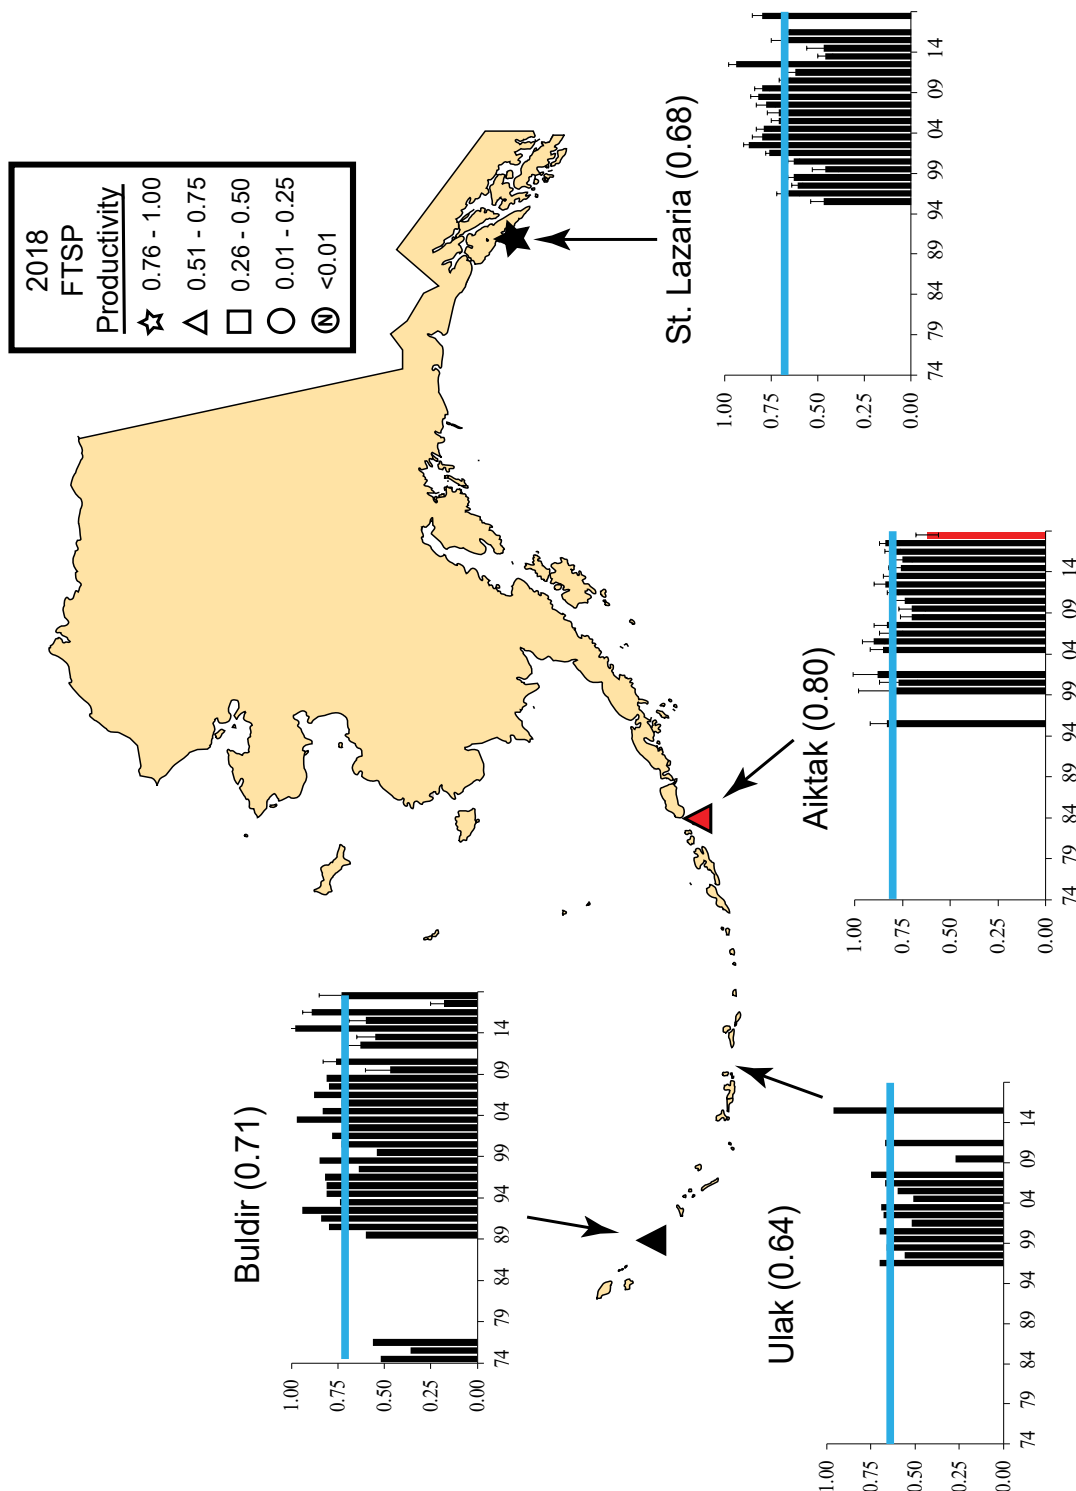 2018
FTSP
Productivity
0.76 - 1.00
0.51 - 0.75
0.26 - 0.50
0.01 - 0.25
N <0.01
Buldir (0.71)
1.00
0.75
0.50
0.25
0.00
74 79 84 89 94 99 04 09 14
Ulak (0.64)
1.00
0.75
0.50
0.25
0.00
74 79 84 89 94 99 04 09 14
Aiktak (0.80)
1.00
0.75
0.50
0.25
0.00
74 79 84 89 94 99 04 09 14
St. Lazaria (0.68)
1.00
0.75
0.50
0.25
0.00
74 79 84 89 94 99 04 09 14